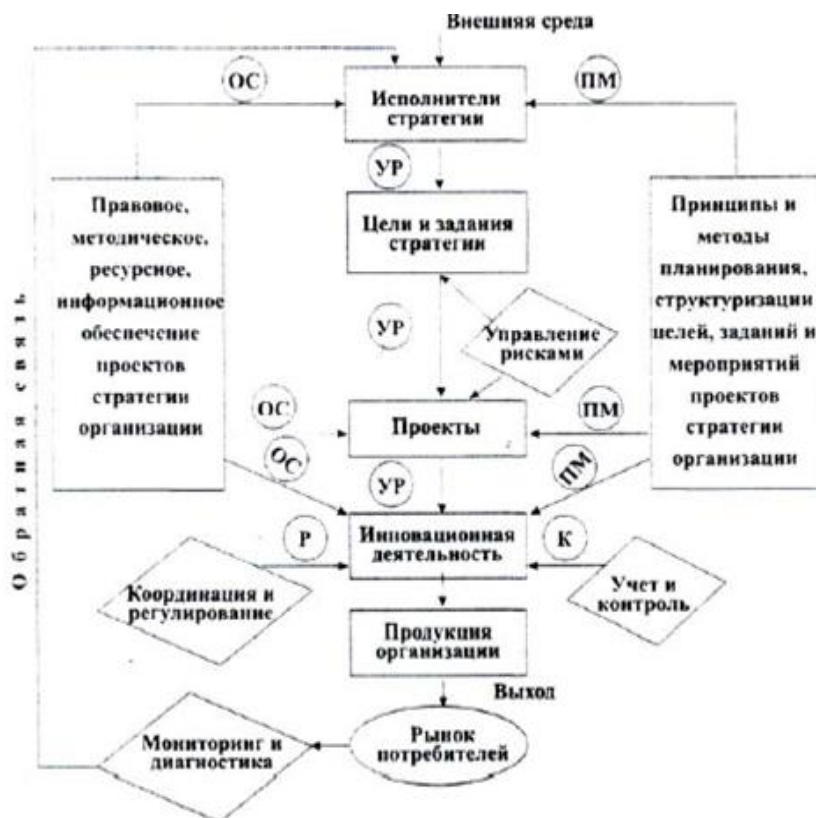 Внешняя среда
ОС
ПМ
Исполнители
стратегии
УР
Правовое,
методическое,
ресурсное,
информационное
обеспечение
проектов
стратегии
организации
Цели и задания
стратегии
Принципы и
методы
планирования,
структуризации
целей, заданий и
мероприятий
проектов
стратегии
организации
УР
Управление
рисками
ОС
Проекты
ПМ
ОС
УР
ПМ
Обратная связь
Р
Инновационная
деятельность
К
Координация и
регулирование
Учет и
контроль
Продукция
организации
Выход
Мониторинг и
диагностика
Рынок
потребителей